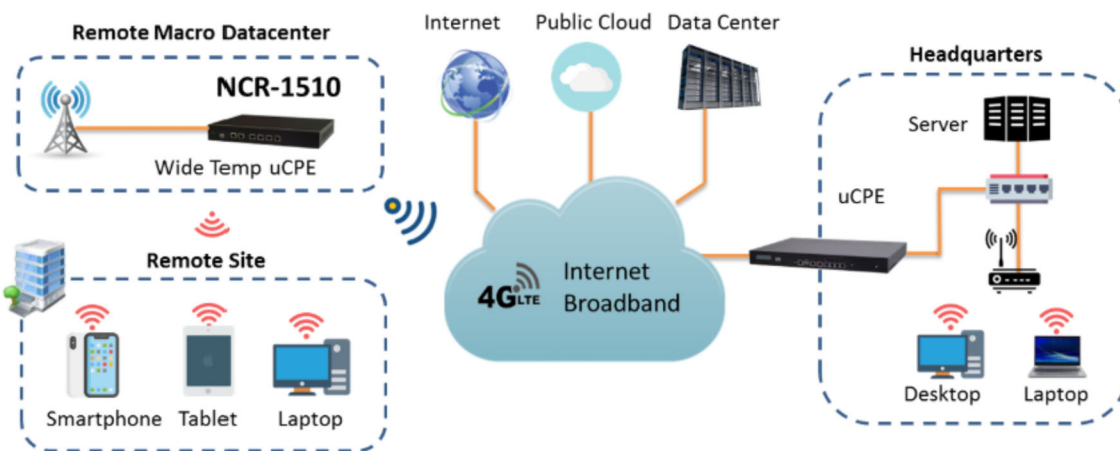 Remote Macro Datacenter
NCR-1510
Wide Temp uCPE
Remote Site
Smartphone
Tablet
Laptop
Internet
Public Cloud
Data Center
4G LTE
Internet
Broadband
Headquarters
Server
uCPE
Desktop
Laptop